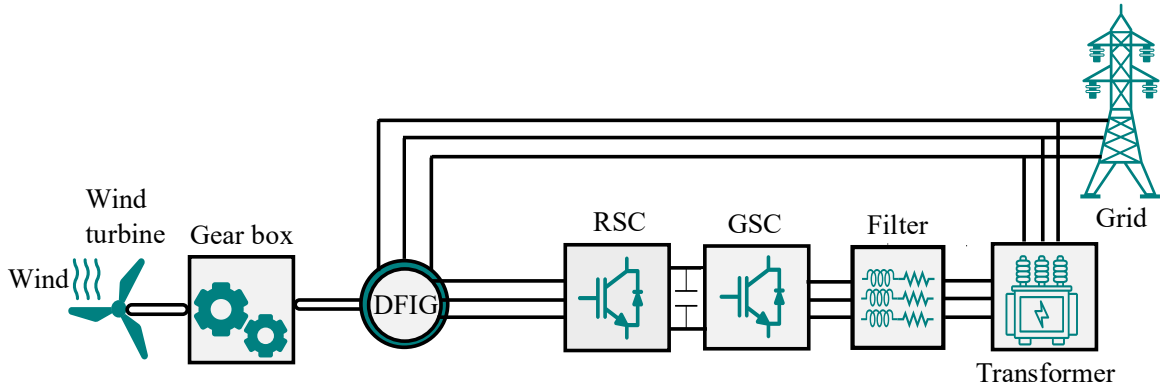 Wind
turbine
Gear box
Wind
DFIG
RSC
GSC
Filter
Transformer
Grid